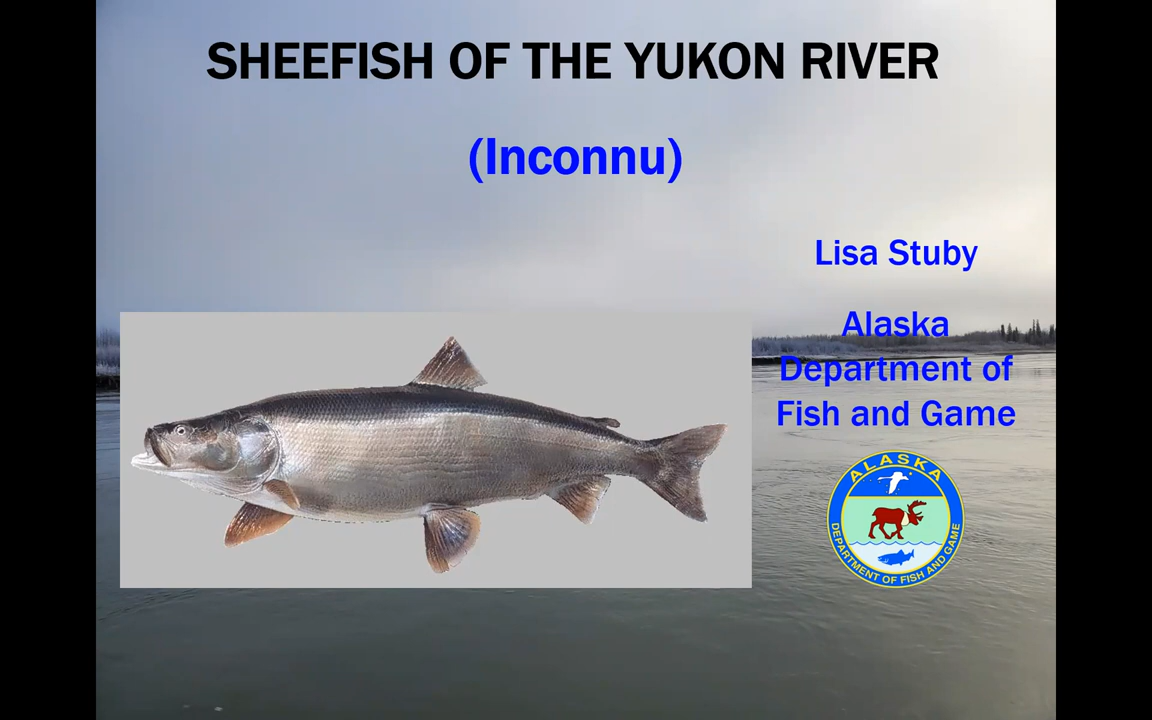 SHEEFISH OF THE YUKON RIVER
(Inconnu)
Lisa Stuby
Alaska
Department of
Fish and Game
ALASKA
DEPARTMENT OF FISH AND GAME